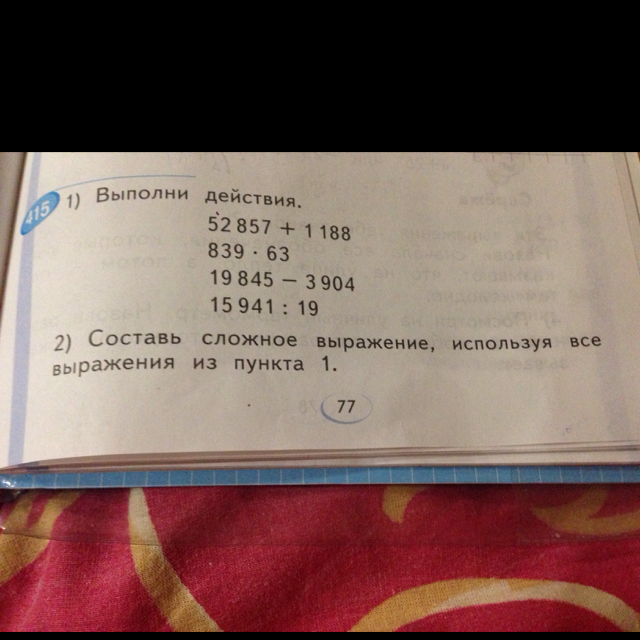 415 1) Выполни действия.
52 857 + 1 188
839 · 63
19 845 − 3 904
15 941 : 19
2) Составь сложное выражение, используя все
выражения из пункта 1.
77